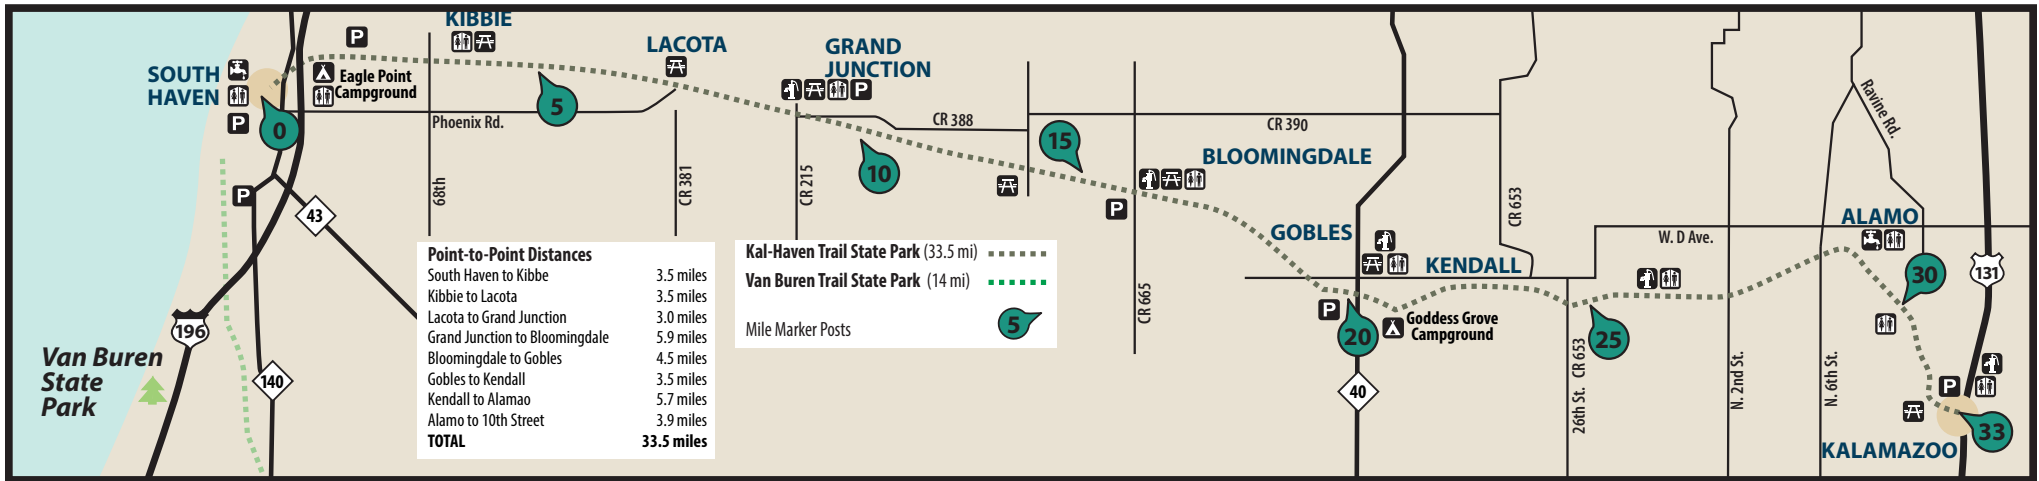 KIBBIE
P
LACOTA
GRAND
JUNCTION
SOUTH
HAVEN
Eagle Point
Campground
P
P
0
5
Phoenix Rd.
CR 388
CR 390
15
10
BLOOMINGDALE
Ravine Rd.
68th
CR 381
CR 215
P
43
P
CR 653
ALAMO
GOBLES
W. D Ave.
KENDALL
30
131
CR 665
P
20
Goddess Grove
Campground
25
196
Van Buren
State
Park
140
40
26th St. CR 653
N. 2nd St.
N. 6th St.
P
33
KALAMAZOO
Point-to-Point Distances
South Haven to Kibbe 3.5 miles
Kibbie to Lacota 3.5 miles
Lacota to Grand Junction 3.0 miles
Grand Junction to Bloomingdale 5.9 miles
Bloomingdale to Gobles 4.5 miles
Gobles to Kendall 3.5 miles
Kendall to Alamao 5.7 miles
Alamo to 10th Street 3.9 miles
TOTAL 33.5 miles
Kal-Haven Trail State Park (33.5 mi)
Van Buren Trail State Park (14 mi)
Mile Marker Posts 5